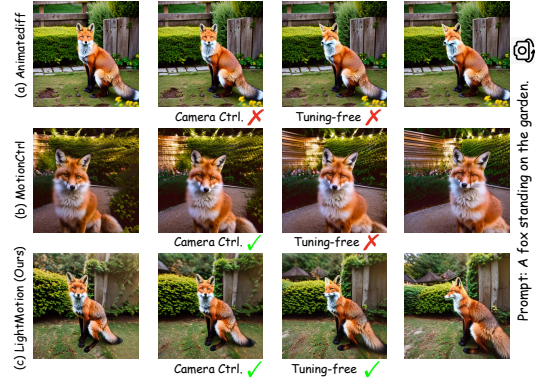 (a) Animatediff
Camera Ctrl. ✗ Tuning-free ✗
(b) MotionCtrl
Camera Ctrl. ✓ Tuning-free ✗
(c) LightMotion (Ours)
Camera Ctrl. ✓ Tuning-free ✓
Prompt: A fox standing on the garden.